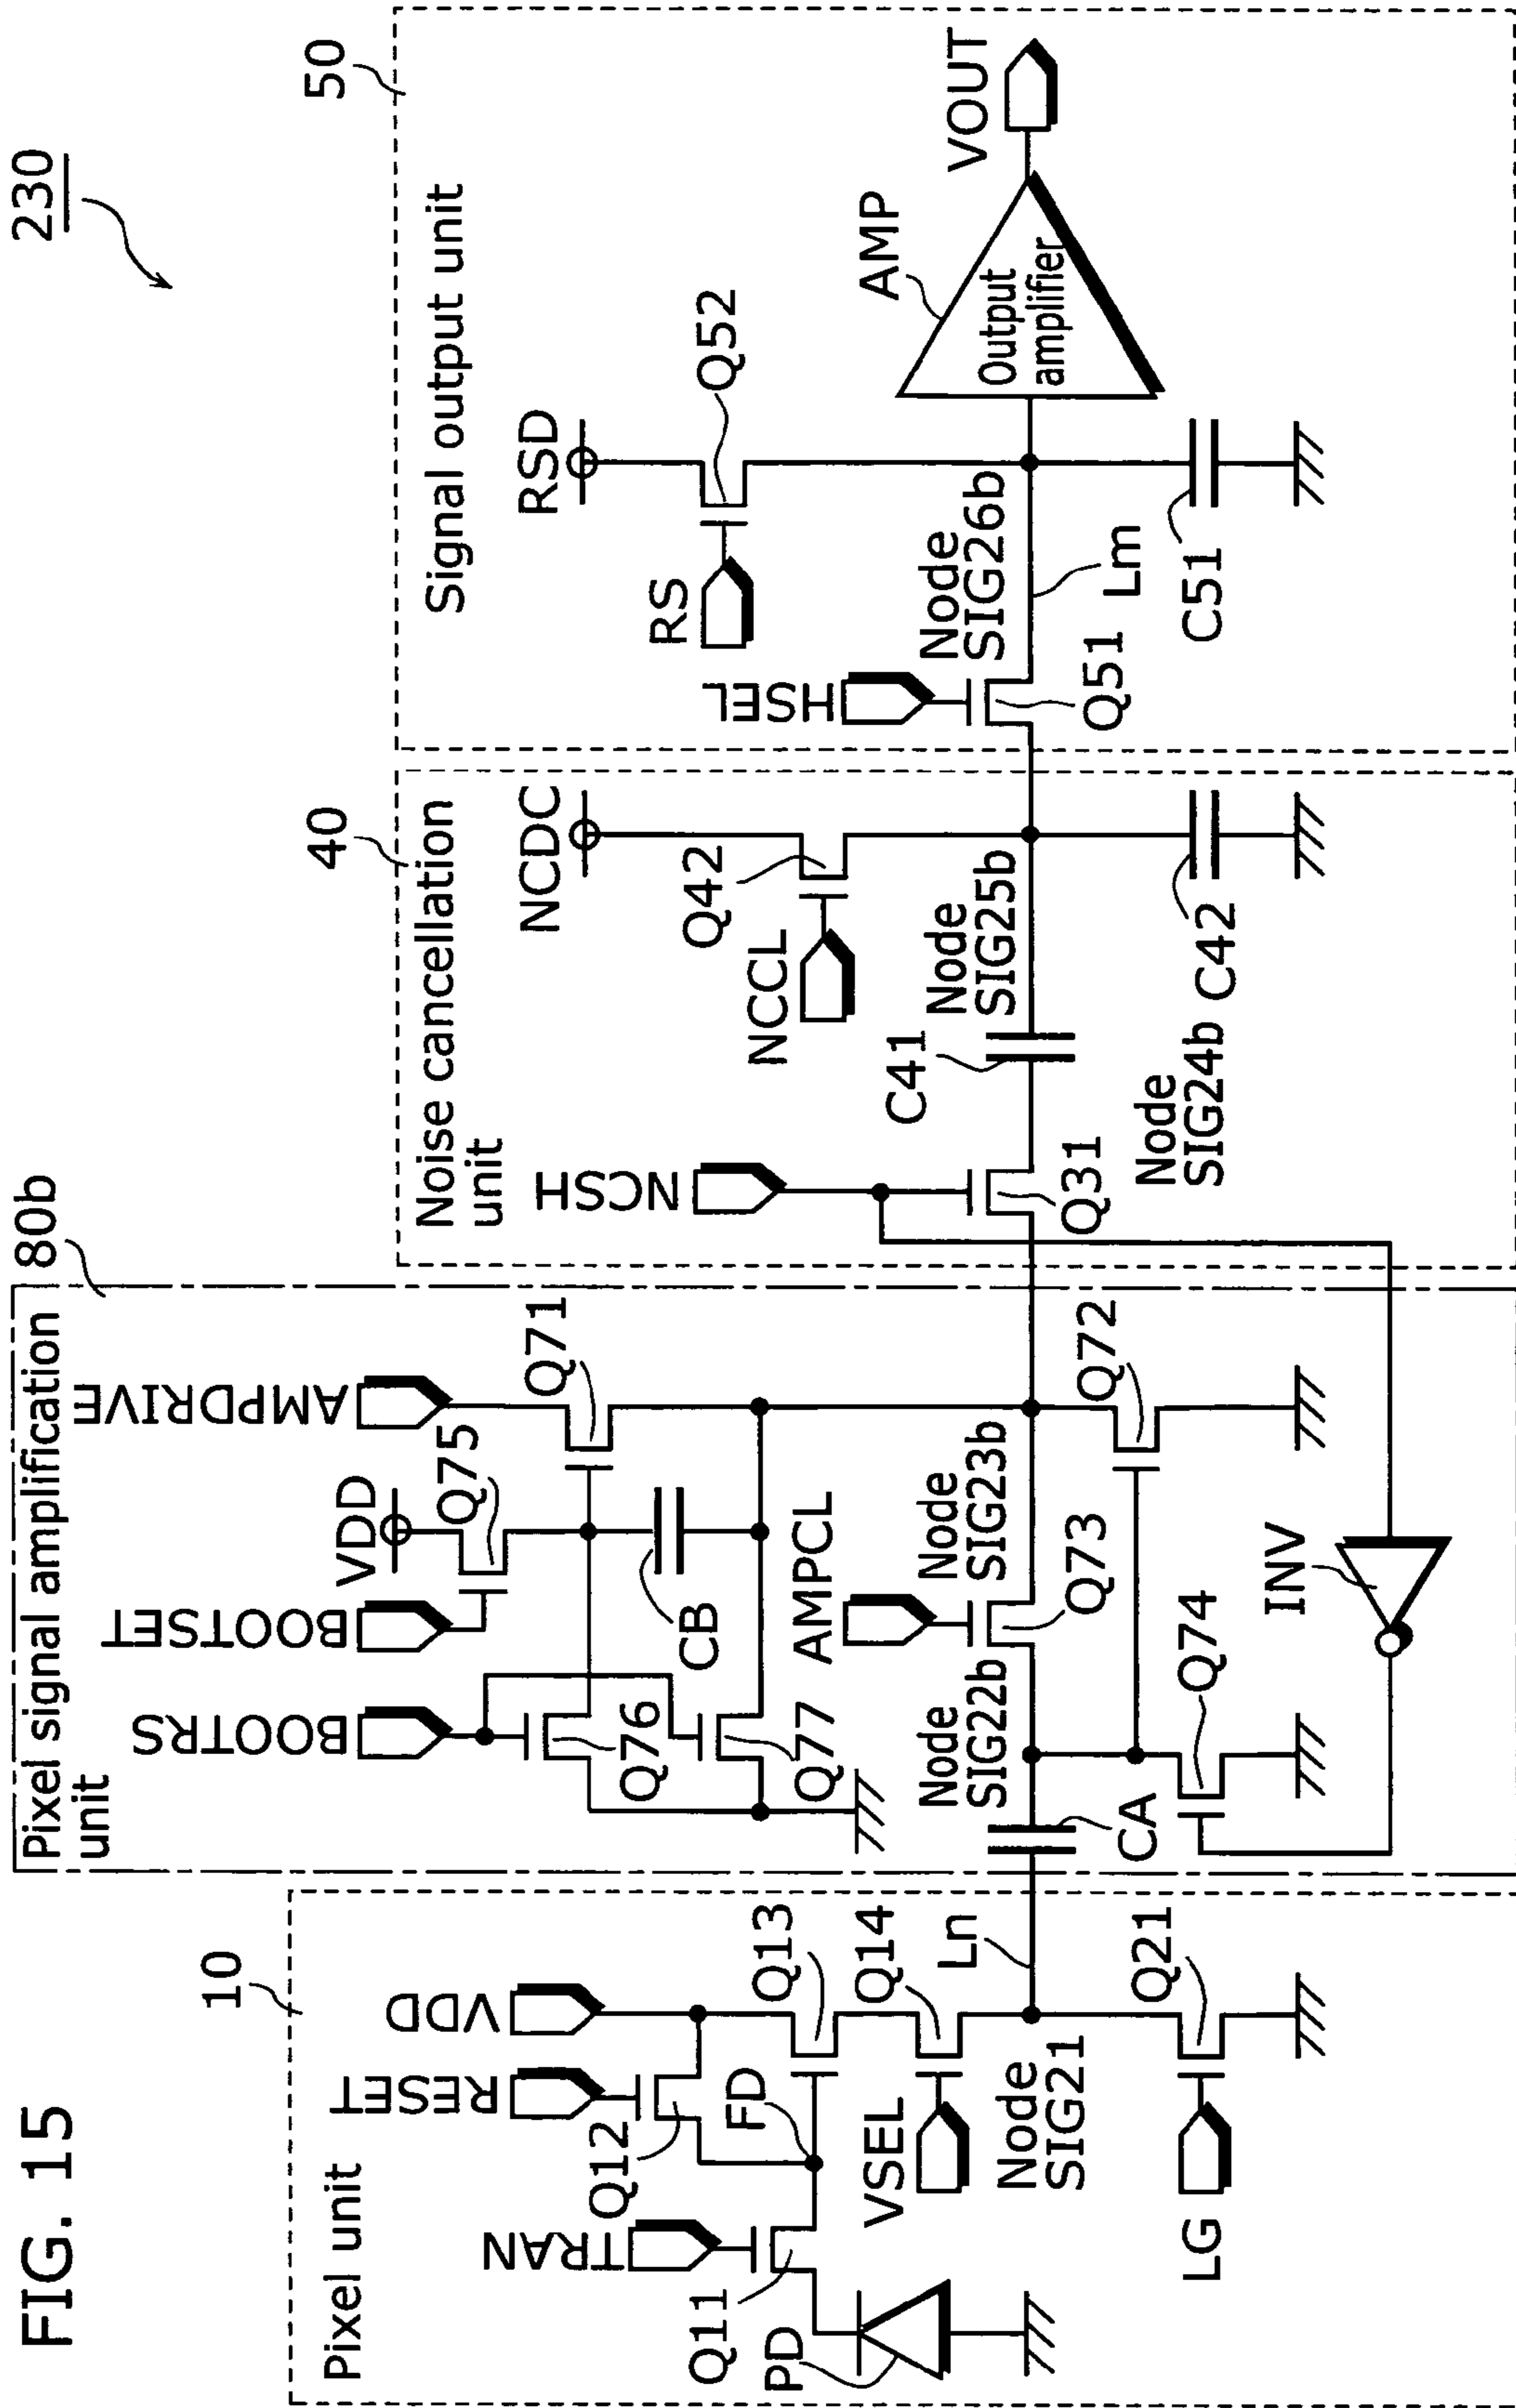 FIG. 15
230
10
Pixel unit
TRAN
RESET
VDD
Q11
Q12
PD
FD
Q13
VSEL
Q14
Node
SIG21
Ln
LG
Q21
80b
Pixel signal amplification
unit
BOOTRS
BOOTSET
VDD
AMPDRIVE
Q75
Q71
Q76
CB
Q77
AMPCL
Node
SIG22b
Node
SIG23b
Q73
CA
Q74
Q72
INV
40
Noise cancellation
unit
NCSH
NCDC
Q42
NCCL
C41
Node
SIG25b
Q31
Node
SIG24b
C42
50
Signal output unit
RSD
RS
Q52
HSEL
Node
SIG26b
Q51
Lm
C51
AMP
Output
amplifier
VOUT